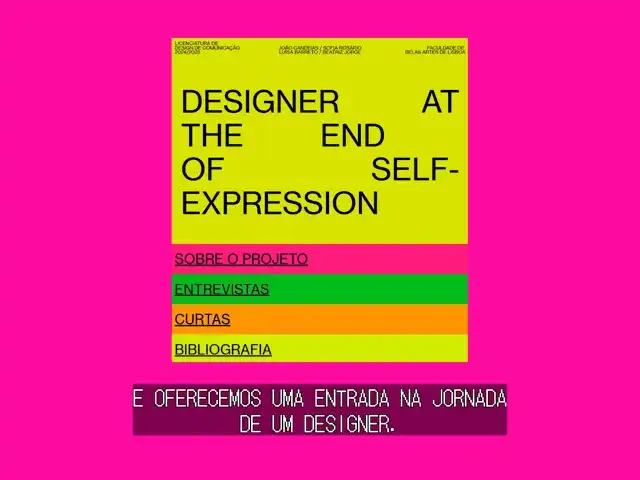 LICENCIATURA DE
DESIGN DE COMUNICAÇÃO
2024/2025
JOÃO CANDEIAS / SOFIA ROSÁRIO
LUÍSA BARRETO / BEATRIZ JORGE
FACULDADE DE
BELAS ARTES DE LISBOA
DESIGNER AT
THE END
OF SELF-
EXPRESSION
SOBRE O PROJETO
ENTREVISTAS
CURTAS
BIBLIOGRAFIA
E OFERECEMOS UMA ENTRADA NA JORNADA
DE UM DESIGNER.